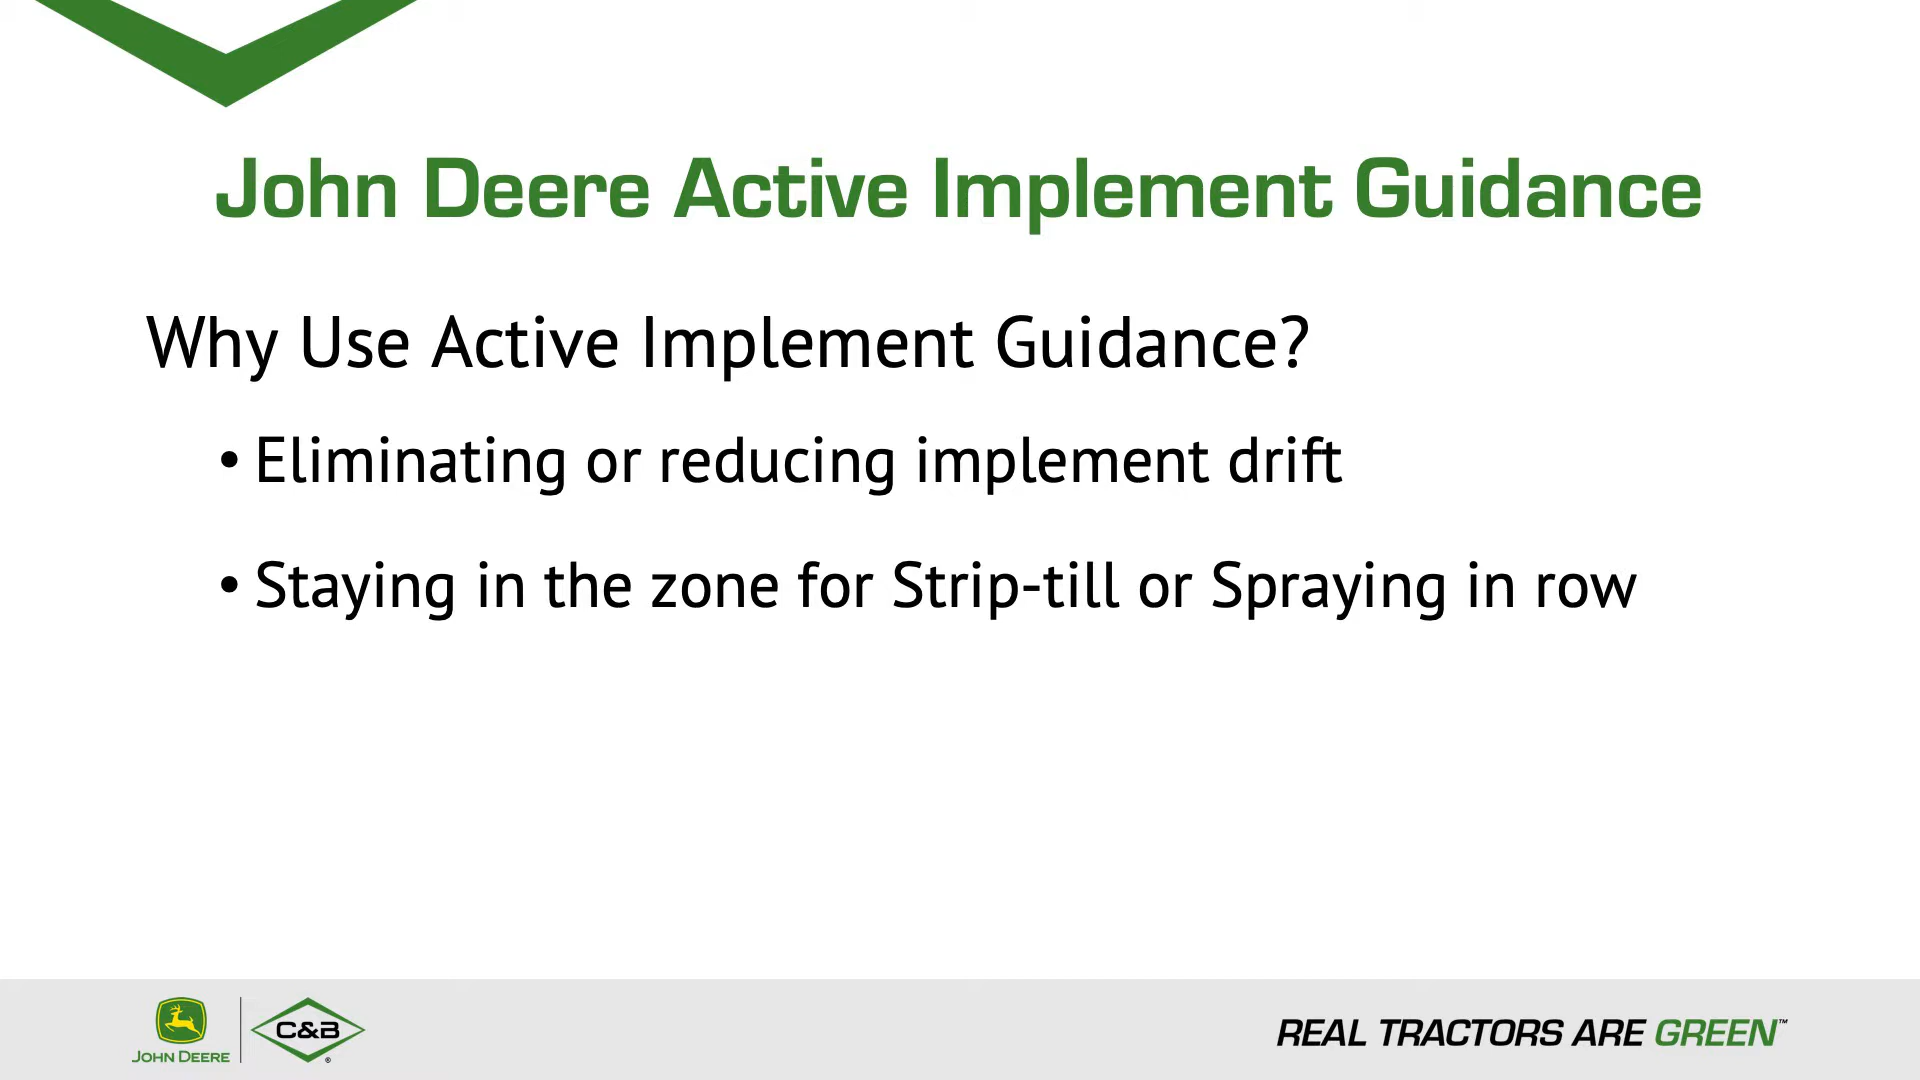 John Deere Active Implement Guidance
Why Use Active Implement Guidance?
• Eliminating or reducing implement drift
• Staying in the zone for Strip-till or Spraying in row
JOHN DEERE
C&B®
REAL TRACTORS ARE GREEN™